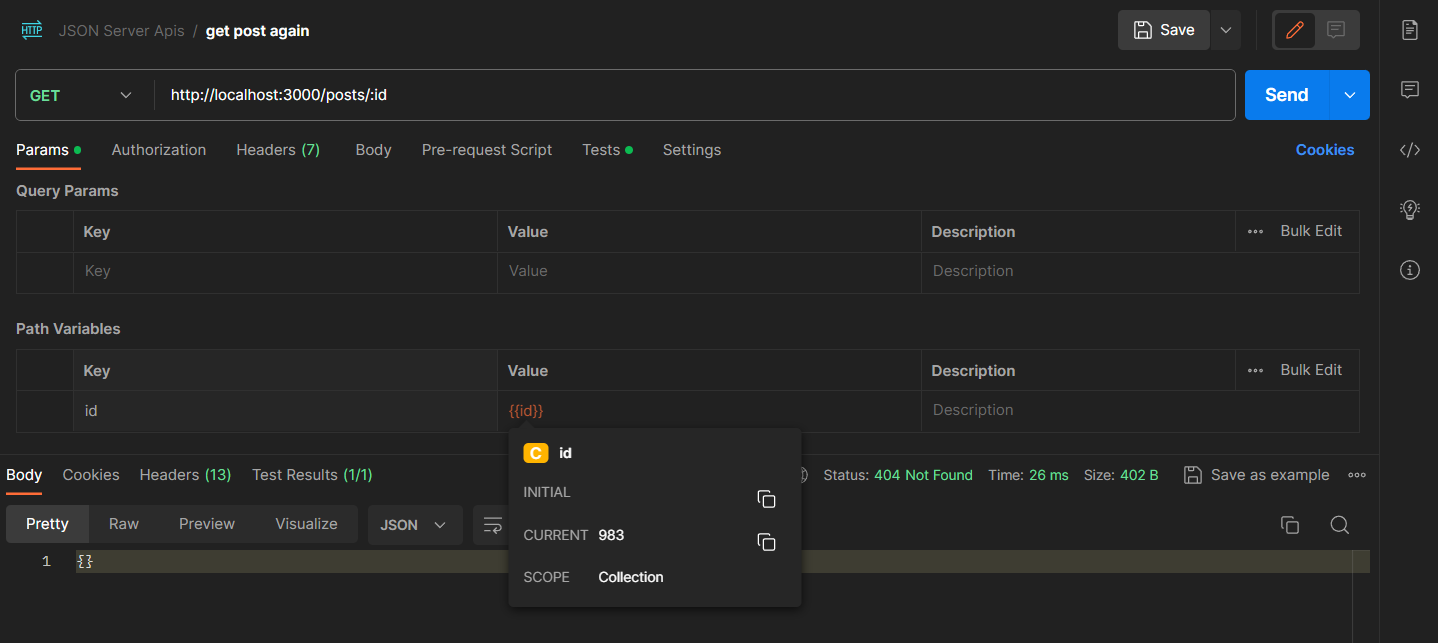 HTTP JSON Server Apis / get post again Save
GET http://localhost:3000/posts/:id Send
Params Authorization Headers (7) Body Pre-request Script Tests Settings Cookies
Query Params
Key Value Description Bulk Edit
Key Value Description
Path Variables
Key Value Description Bulk Edit
id {{id}} Description
C id
INITIAL
CURRENT 983
SCOPE Collection
Body Cookies Headers (13) Test Results (1/1) Status: 404 Not Found Time: 26 ms Size: 402 B Save as example
Pretty Raw Preview Visualize JSON
1 {}